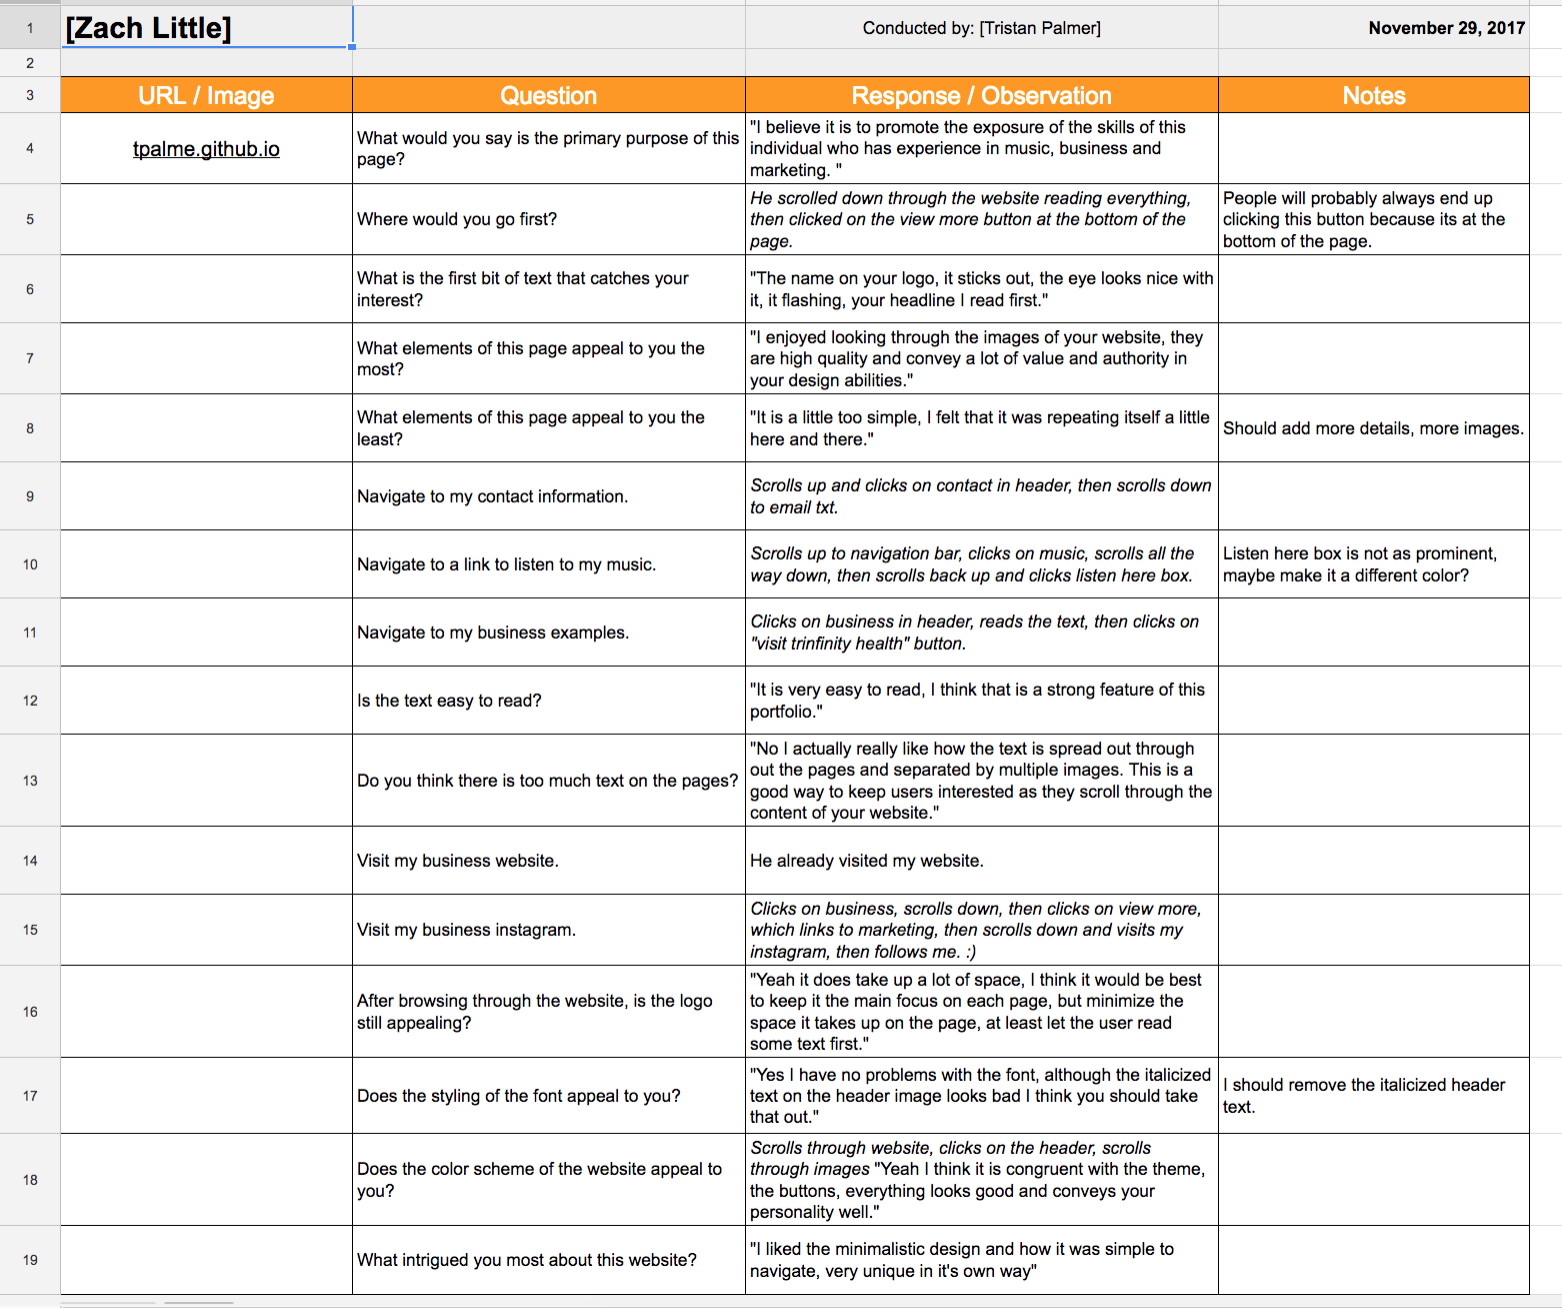 1
[Zach Little]
Conducted by: [Tristan Palmer]
November 29, 2017
2
3
URL / Image
Question
Response / Observation
Notes
4
tpalme.github.io
What would you say is the primary purpose of this
page?
"I believe it is to promote the exposure of the skills of this
individual who has experience in music, business and
marketing. "
5
Where would you go first?
He scrolled down through the website reading everything,
then clicked on the view more button at the bottom of the
page.
People will probably always end up
clicking this button because its at the
bottom of the page.
6
What is the first bit of text that catches your
interest?
"The name on your logo, it sticks out, the eye looks nice with
it, it flashing, your headline I read first."
7
What elements of this page appeal to you the
most?
"I enjoyed looking through the images of your website, they
are high quality and convey a lot of value and authority in
your design abilities."
8
What elements of this page appeal to you the
least?
"It is a little too simple, I felt that it was repeating itself a little
here and there."
Should add more details, more images.
9
Navigate to my contact information.
Scrolls up and clicks on contact in header, then scrolls down
to email txt.
10
Navigate to a link to listen to my music.
Scrolls up to navigation bar, clicks on music, scrolls all the
way down, then scrolls back up and clicks listen here box.
Listen here box is not as prominent,
maybe make it a different color?
11
Navigate to my business examples.
Clicks on business in header, reads the text, then clicks on
"visit trinfinity health" button.
12
Is the text easy to read?
"It is very easy to read, I think that is a strong feature of this
portfolio."
13
Do you think there is too much text on the pages?
"No I actually really like how the text is spread out through
out the pages and separated by multiple images. This is a
good way to keep users interested as they scroll through the
content of your website."
14
Visit my business website.
He already visited my website.
15
Visit my business instagram.
Clicks on business, scrolls down, then clicks on view more,
which links to marketing, then scrolls down and visits my
instagram, then follows me. :)
16
After browsing through the website, is the logo
still appealing?
"Yeah it does take up a lot of space, I think it would be best
to keep it the main focus on each page, but minimize the
space it takes up on the page, at least let the user read
some text first."
17
Does the styling of the font appeal to you?
"Yes I have no problems with the font, although the italicized
text on the header image looks bad I think you should take
that out."
I should remove the italicized header
text.
18
Does the color scheme of the website appeal to
you?
Scrolls through website, clicks on the header, scrolls
through images "Yeah I think it is congruent with the theme,
the buttons, everything looks good and conveys your
personality well."
19
What intrigued you most about this website?
"I liked the minimalistic design and how it was simple to
navigate, very unique in it's own way"